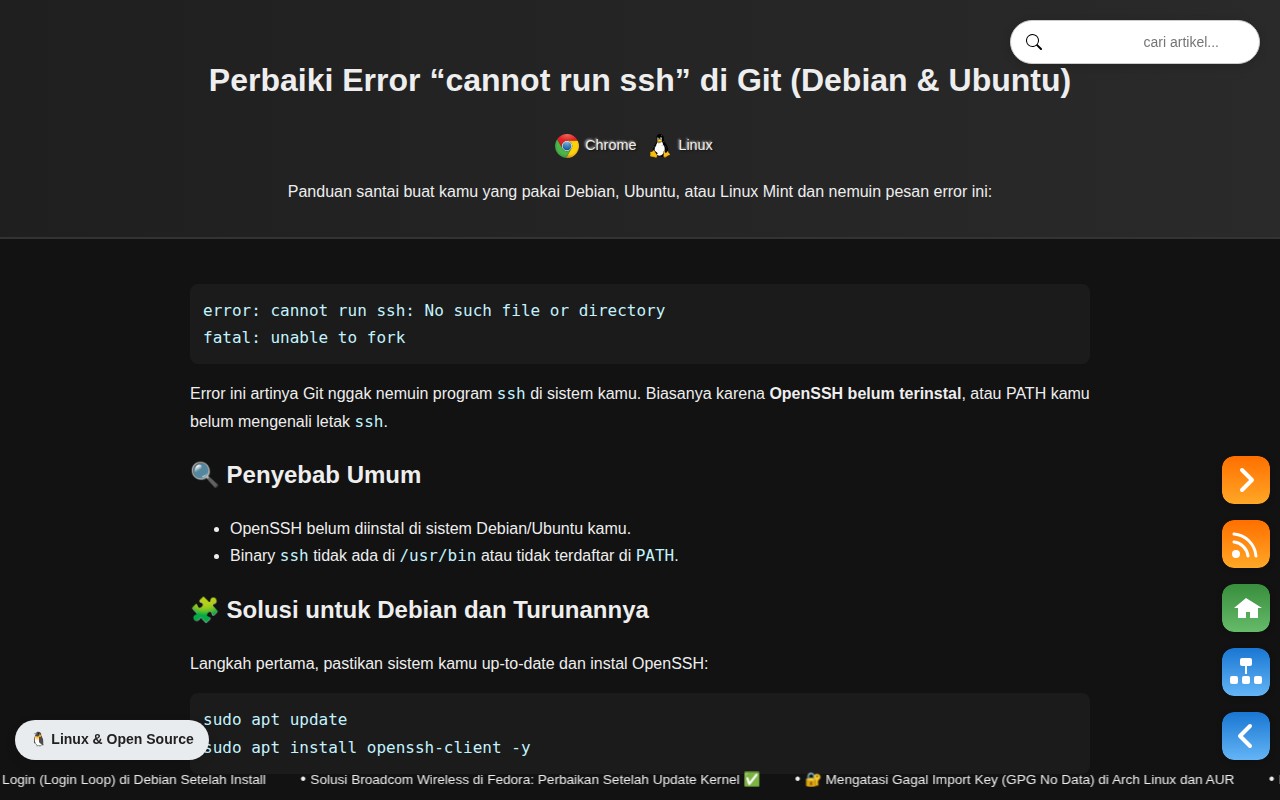 cari artikel...
Perbaiki Error “cannot run ssh” di Git (Debian & Ubuntu)
Chrome Linux
Panduan santai buat kamu yang pakai Debian, Ubuntu, atau Linux Mint dan nemuin pesan error ini:
error: cannot run ssh: No such file or directory
fatal: unable to fork
Error ini artinya Git nggak nemuin program ssh di sistem kamu. Biasanya karena OpenSSH belum terinstal, atau PATH kamu
belum mengenali letak ssh.
🔍 Penyebab Umum
• OpenSSH belum diinstal di sistem Debian/Ubuntu kamu.
• Binary ssh tidak ada di /usr/bin atau tidak terdaftar di PATH.
🧩 Solusi untuk Debian dan Turunannya
Langkah pertama, pastikan sistem kamu up-to-date dan instal OpenSSH:
sudo apt update
🐧 Linux & Open Source
sudo apt install openssh-client -y
Login (Login Loop) di Debian Setelah Install • Solusi Broadcom Wireless di Fedora: Perbaikan Setelah Update Kernel ✅ • 🔐 Mengatasi Gagal Import Key (GPG No Data) di Arch Linux dan AUR •